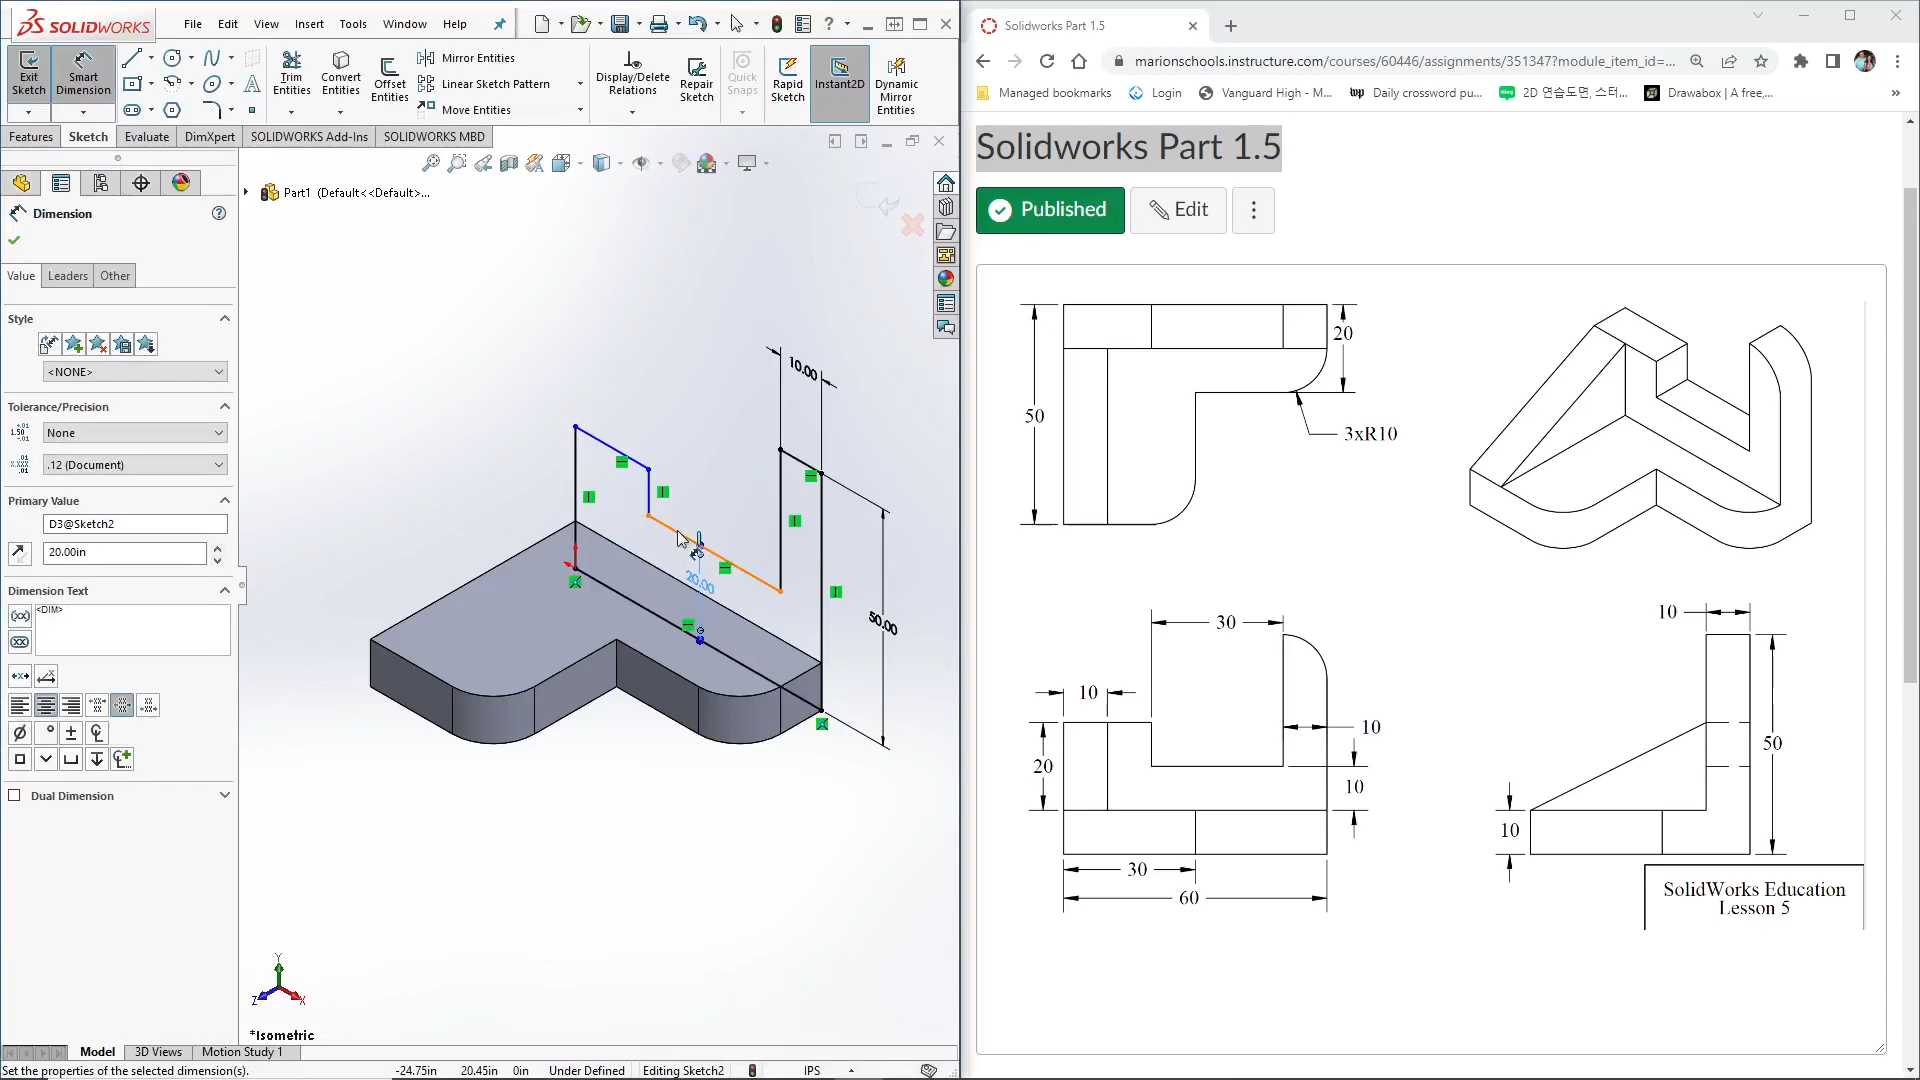 SOLIDWORKS
File Edit View Insert Tools Window Help
Solidworks Part 1.5
marionschools.instructure.com/courses/60446/assignments/351347?module_item_id=...
Managed bookmarks
Login
Vanguard High - M...
Daily crossword pu...
2D 연습도면, 스터...
Drawabox | A free,...
Exit Sketch
Smart Dimension
Trim Entities
Convert Entities
Offset Entities
Mirror Entities
Linear Sketch Pattern
Move Entities
Display/Delete Relations
Repair Sketch
Quick Snaps
Rapid Sketch
Instant2D
Dynamic Mirror Entities
Features Sketch Evaluate DimXpert SOLIDWORKS Add-Ins SOLIDWORKS MBD
Part1 (Default<<Default>...
Dimension
Value Leaders Other
Style
<NONE>
Tolerance/Precision
None
.12 (Document)
Primary Value
D3@Sketch2
20.00in
Dimension Text
<DIM>
Dual Dimension
10.00
20.00
50.00
Y
Z
X
*Isometric
Model 3D Views Motion Study 1
Set the properties of the selected dimension(s).
-24.75in 20.45in 0in Under Defined Editing Sketch2 IPS
Solidworks Part 1.5
Published
Edit
20
50
3xR10
30
10
10
10
20
50
10
10
30
60
SolidWorks Education
Lesson 5